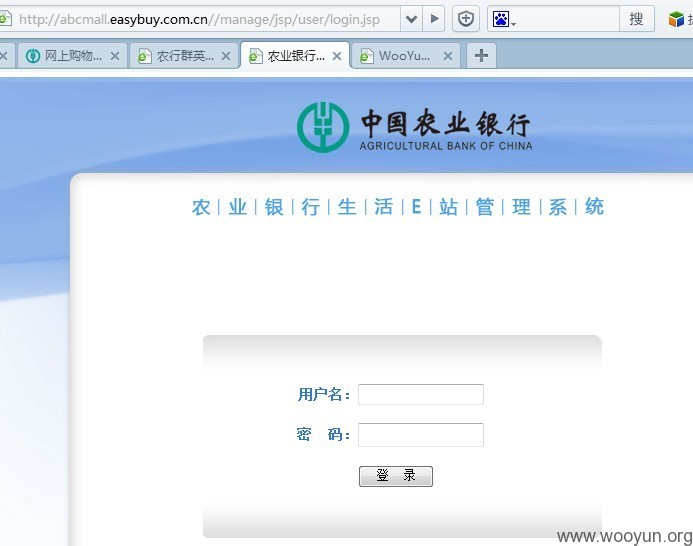 http://abcmall.easybuy.com.cn//manage/jsp/user/login.jsp
搜
网上购物...
农行群英...
农业银行...
WooYu...
中国农业银行
AGRICULTURAL BANK OF CHINA
农|业|银|行|生|活|E|站|管|理|系|统
用户名：
密 码：
登 录
www.wooyun.org